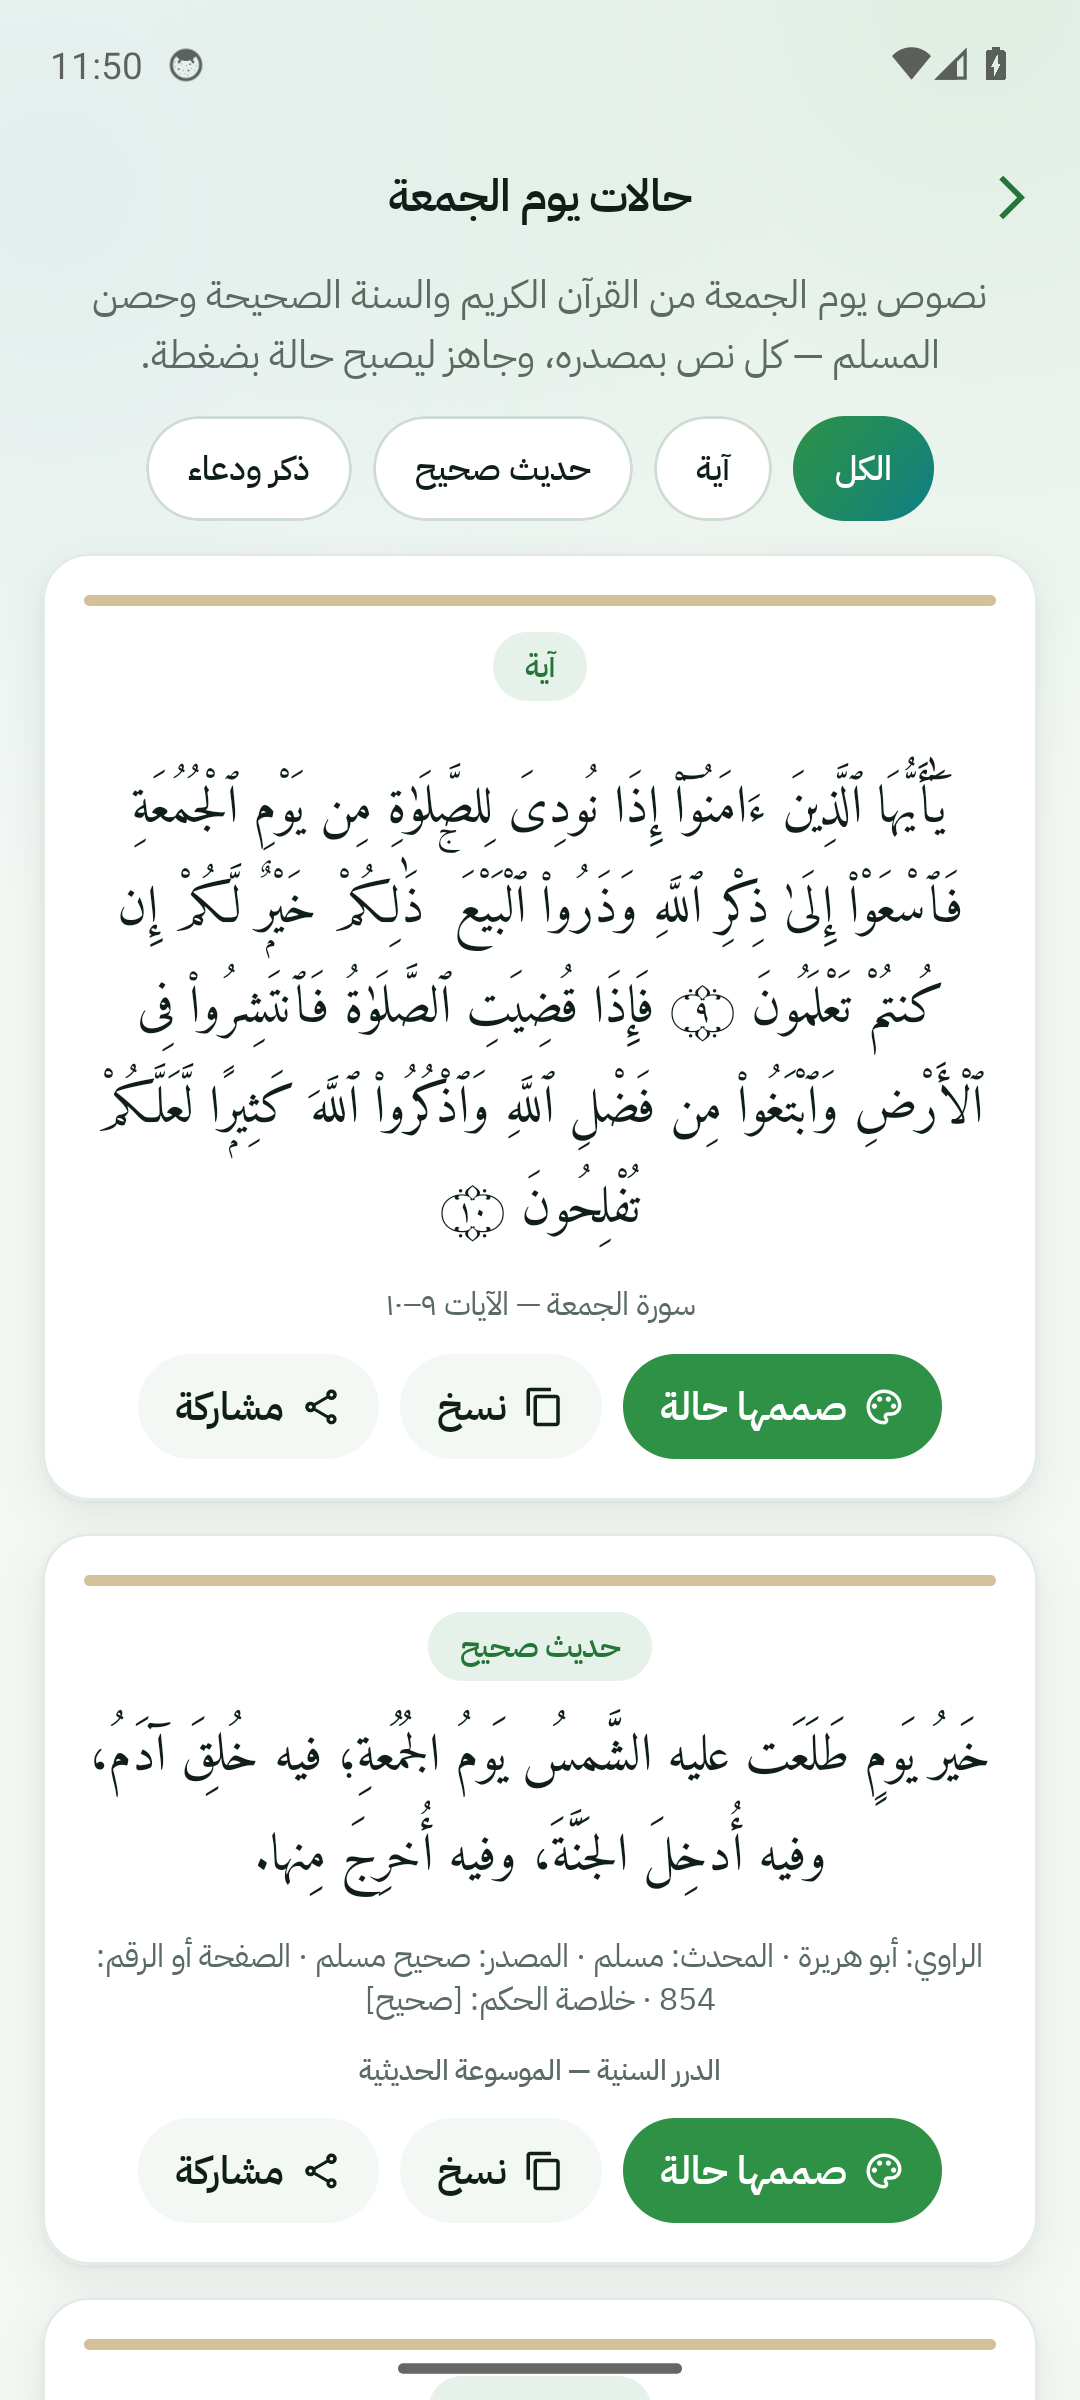 11:50
حالات يوم الجمعة
نصوص يوم الجمعة من القرآن الكريم والسنة الصحيحة وحصن
المسلم — كل نص بمصدره، وجاهز ليصبح حالة بضغطة.
الكل
آية
حديث صحيح
ذكر ودعاء
آية
يَٰٓأَيُّهَا ٱلَّذِينَ ءَامَنُوٓا۟ إِذَا نُودِىَ لِلصَّلَوٰةِ مِن يَوْمِ ٱلْجُمُعَةِ
فَٱسْعَوْا۟ إِلَىٰ ذِكْرِ ٱللَّهِ وَذَرُوا۟ ٱلْبَيْعَ ۚ ذَٰلِكُمْ خَيْرٌۭ لَّكُمْ إِن
كُنتُمْ تَعْلَمُونَ ۝٩ فَإِذَا قُضِيَتِ ٱلصَّلَوٰةُ فَٱنتَشِرُوا۟ فِى
ٱلْأَرْضِ وَٱبْتَغُوا۟ مِن فَضْلِ ٱللَّهِ وَٱذْكُرُوا۟ ٱللَّهَ كَثِيرًۭا لَّعَلَّكُمْ
تُفْلِحُونَ ۝١٠
سورة الجمعة — الآيات ٩–١٠
صممها حالة
نسخ
مشاركة
حديث صحيح
خَيرُ يَومٍ طَلَعَت عليه الشَّمسُ يَومُ الجُمُعةِ؛ فيه خُلِقَ آدَمُ،
وفيه أُدخِلَ الجَنَّةَ، وفيه أُخرِجَ مِنها.
الراوي: أبو هريرة · المحدث: مسلم · المصدر: صحيح مسلم · الصفحة أو الرقم:
854 · خلاصة الحكم: [صحيح]
الدرر السنية — الموسوعة الحديثية
صممها حالة
نسخ
مشاركة